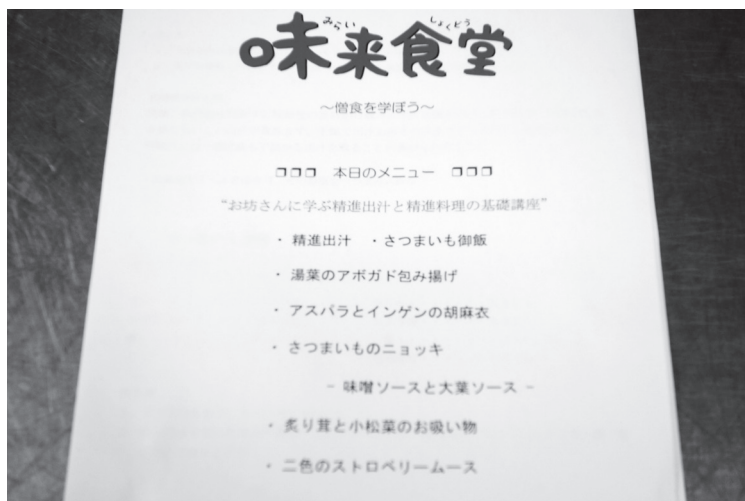 みらい しょくどう
味来食堂
～僧食を学ぼう～
❒❒❒ 本日のメニュー ❒❒❒
“お坊さんに学ぶ精進出汁と精進料理の基礎講座”
・ 精進出汁 ・さつまいも御飯
・ 湯葉のアボガド包み揚げ
・ アスパラとインゲンの胡麻衣
・ さつまいものニョッキ
－ 味噌ソースと大葉ソース －
・ 炙り茸と小松菜のお吸い物
・ 二色のストロベリームース